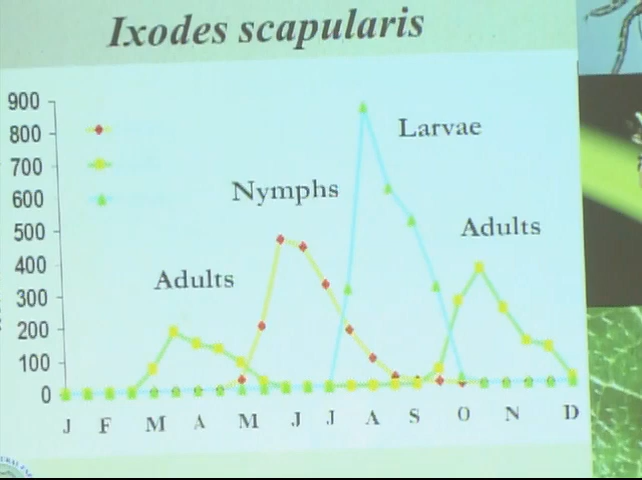 Ixodes scapularis
900
800
700
600
500
400
300
200
100
0
Larvae
Nymphs
Adults
Adults
J F M A M J J A S O N D